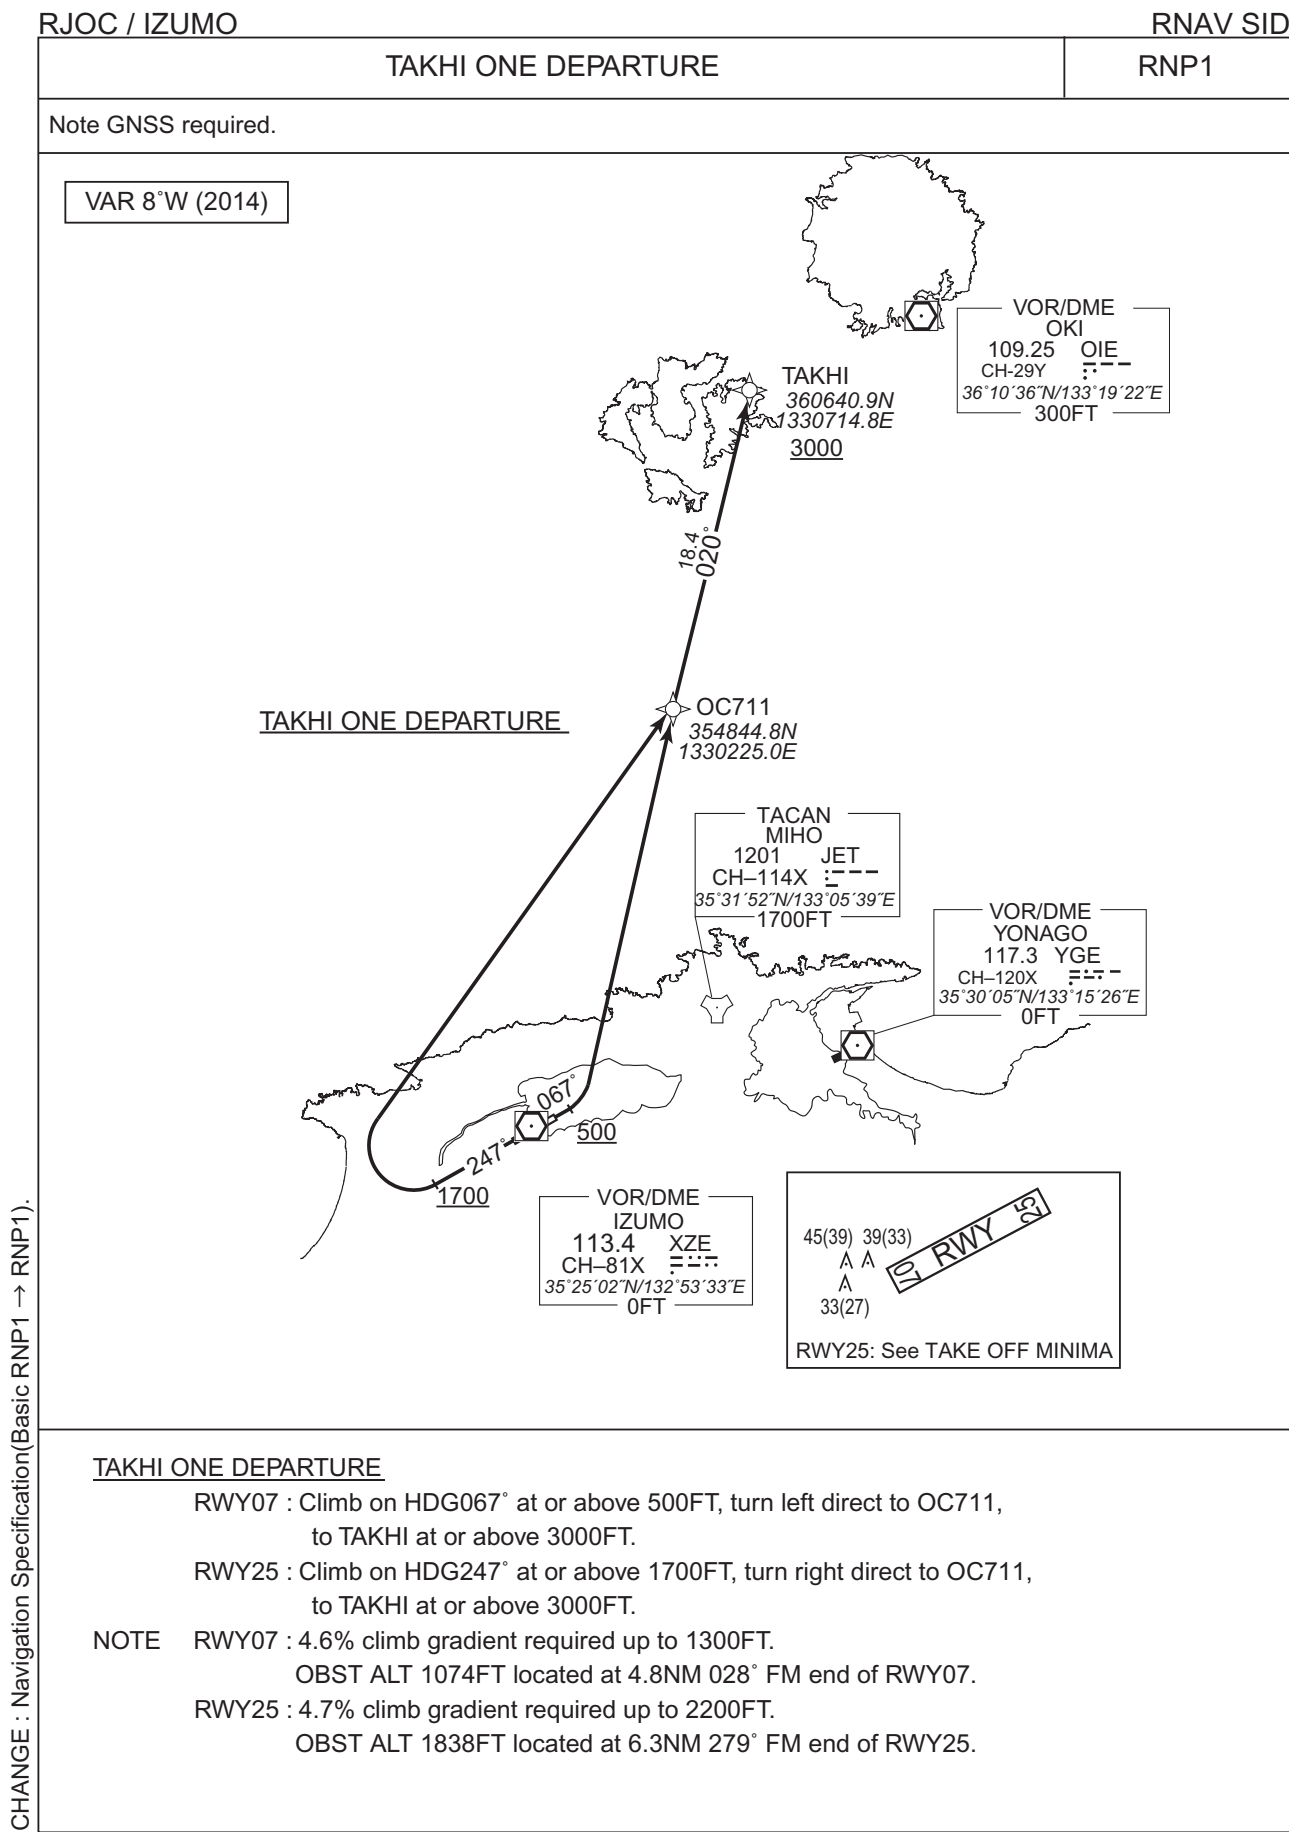 RJOC / IZUMO
RNAV SID
TAKHI ONE DEPARTURE
RNP1
Note GNSS required.
VAR 8˚W (2014)
VOR/DME
OKI
109.25 OIE
CH-29Y
36˚10´36˝N/133˚19´22˝E
300FT
TAKHI
360640.9N
1330714.8E
3000
18.4
020˚
TAKHI ONE DEPARTURE
OC711
354844.8N
1330225.0E
TACAN
MIHO
1201 JET
CH–114X
35˚31´52˝N/133˚05´39˝E
1700FT
VOR/DME
YONAGO
117.3 YGE
CH–120X
35˚30´05˝N/133˚15´26˝E
0FT
067˚
500
247˚
1700
VOR/DME
IZUMO
113.4 XZE
CH–81X
35˚25´02˝N/132˚53´33˝E
0FT
45(39) 39(33)
33(27)
07 RWY 25
RWY25: See TAKE OFF MINIMA
TAKHI ONE DEPARTURE
RWY07 : Climb on HDG067˚ at or above 500FT, turn left direct to OC711,
to TAKHI at or above 3000FT.
RWY25 : Climb on HDG247˚ at or above 1700FT, turn right direct to OC711,
to TAKHI at or above 3000FT.
NOTE RWY07 : 4.6% climb gradient required up to 1300FT.
OBST ALT 1074FT located at 4.8NM 028˚ FM end of RWY07.
RWY25 : 4.7% climb gradient required up to 2200FT.
OBST ALT 1838FT located at 6.3NM 279˚ FM end of RWY25.
CHANGE : Navigation Specification(Basic RNP1 → RNP1).